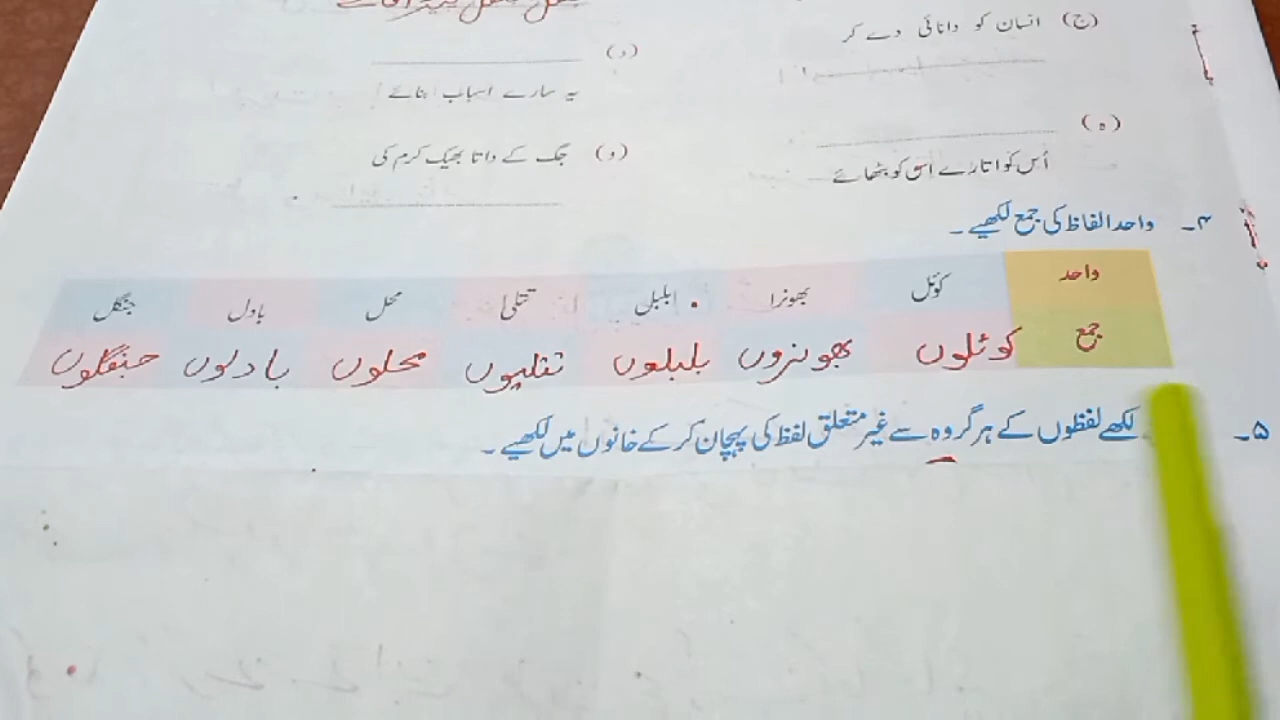 (ج) انسان کو دانائی دے کر
(د)
یہ سارے اسباب بنائے
(ہ)
اُس کو اتارے اس کو بٹھائے
(و) جگ کے داتا بھیک کرم کی
۴۔ واحد الفاظ کی جمع لکھیے ۔
واحد کوئل بھونرا بلبل تتلی محل بادل جنگل
جمع کوئلوں بھونروں بلبلوں تتلیوں محلوں بادلوں جنگلوں
۵۔ لکھے لفظوں کے ہر گروہ سے غیر متعلق لفظ کی پہچان کر کے خانوں میں لکھیے ۔